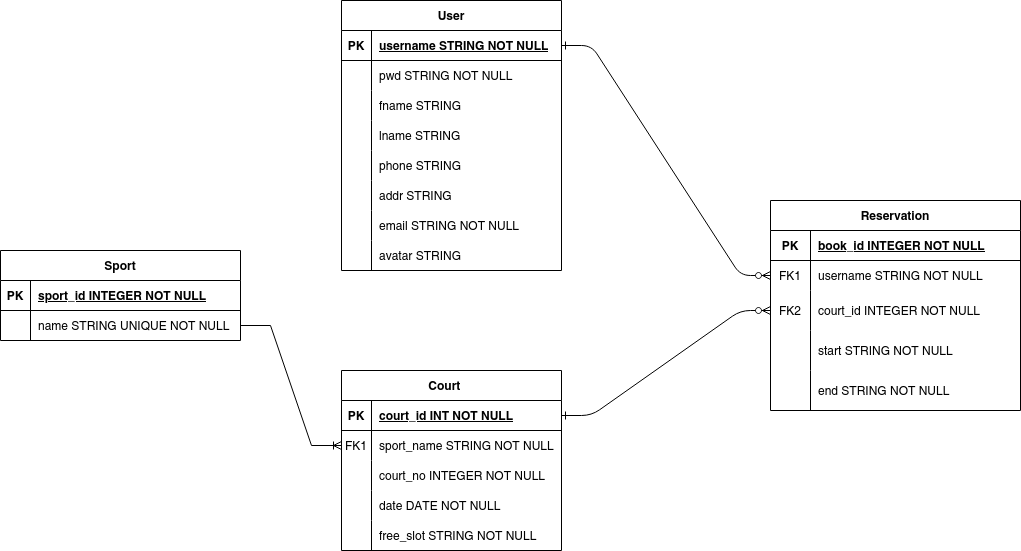 User
PK username STRING NOT NULL
pwd STRING NOT NULL
fname STRING
lname STRING
phone STRING
addr STRING
email STRING NOT NULL
avatar STRING
Reservation
PK book_id INTEGER NOT NULL
FK1 username STRING NOT NULL
FK2 court_id INTEGER NOT NULL
start STRING NOT NULL
end STRING NOT NULL
Sport
PK sport_id INTEGER NOT NULL
name STRING UNIQUE NOT NULL
Court
PK court_id INT NOT NULL
FK1 sport_name STRING NOT NULL
court_no INTEGER NOT NULL
date DATE NOT NULL
free_slot STRING NOT NULL